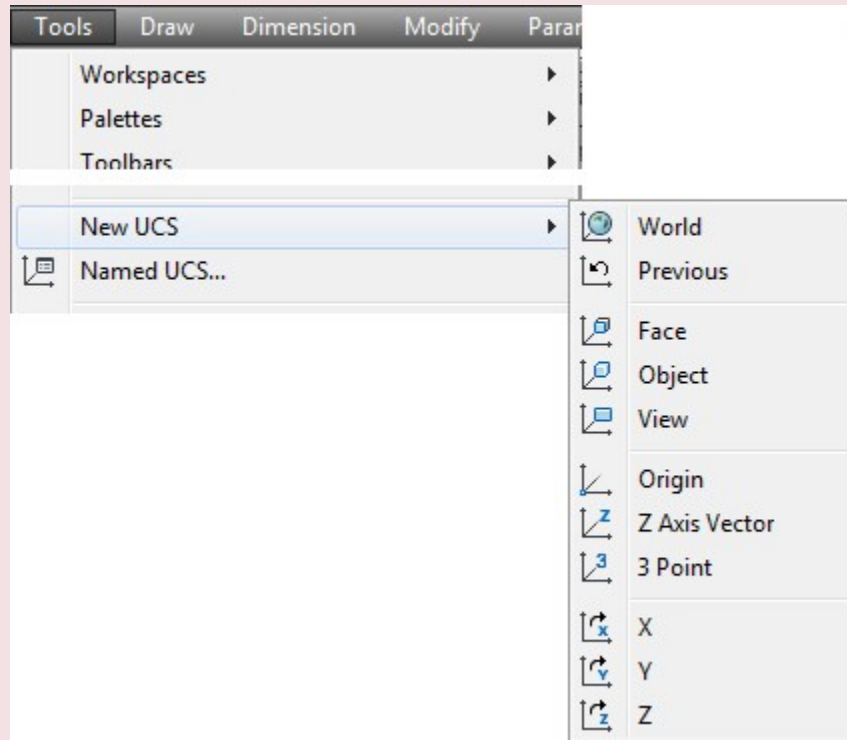 Tools Draw Dimension Modify
Workspaces
Palettes
Toolbars
New UCS
Named UCS...
World
Previous
Face
Object
View
Origin
Z Axis Vector
3 Point
X
Y
Z